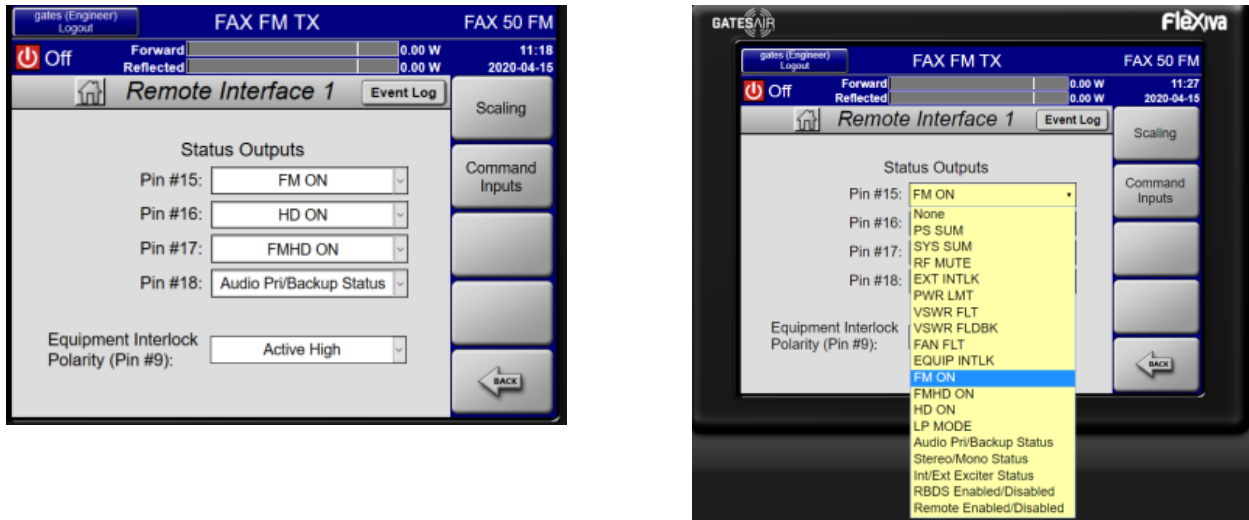 gates (Engineer)
Logout
FAX FM TX
FAX 50 FM
Off
Forward
0.00 W
Reflected
0.00 W
11:18
2020-04-15
Remote Interface 1
Event Log
Scaling
Status Outputs
Command
Inputs
Pin #15:
FM ON
Pin #16:
HD ON
Pin #17:
FMHD ON
Pin #18:
Audio Pri/Backup Status
Equipment Interlock
Polarity (Pin #9):
Active High
BACK
GATESAIR
Flexiva
gates (Engineer)
Logout
FAX FM TX
FAX 50 FM
Off
Forward
0.00 W
Reflected
0.00 W
11:27
2020-04-15
Remote Interface 1
Event Log
Scaling
Status Outputs
Command
Inputs
Pin #15:
FM ON
Pin #16:
Pin #17:
Pin #18:
None
PS SUM
SYS SUM
RF MUTE
EXT INTLK
PWR LMT
VSWR FLT
VSWR FLDBK
FAN FLT
EQUIP INTLK
FM ON
FMHD ON
HD ON
LP MODE
Audio Pri/Backup Status
Stereo/Mono Status
Int/Ext Exciter Status
RBDS Enabled/Disabled
Remote Enabled/Disabled
Equipment Interlock
Polarity (Pin #9):
BACK